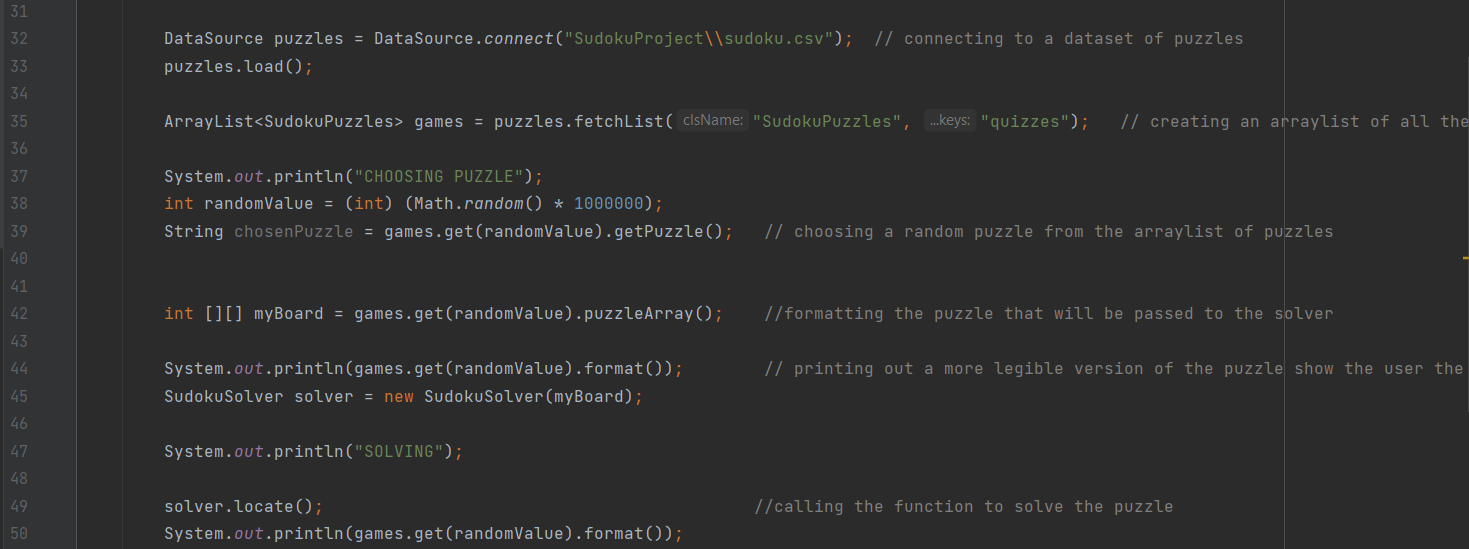 31
32 DataSource puzzles = DataSource.connect("SudokuProject\\sudoku.csv");  // connecting to a dataset of puzzles
33 puzzles.load();
34
35 ArrayList<SudokuPuzzles> games = puzzles.fetchList( clsName: "SudokuPuzzles", ...keys: "quizzes");   // creating an arraylist of all the
36
37 System.out.println("CHOOSING PUZZLE");
38 int randomValue = (int) (Math.random() * 1000000);
39 String chosenPuzzle = games.get(randomValue).getPuzzle();   // choosing a random puzzle from the arraylist of puzzles
40
41
42 int [][] myBoard = games.get(randomValue).puzzleArray();    //formatting the puzzle that will be passed to the solver
43
44 System.out.println(games.get(randomValue).format());        // printing out a more legible version of the puzzle show the user the
45 SudokuSolver solver = new SudokuSolver(myBoard);
46
47 System.out.println("SOLVING");
48
49 solver.locate();                                           //calling the function to solve the puzzle
50 System.out.println(games.get(randomValue).format());